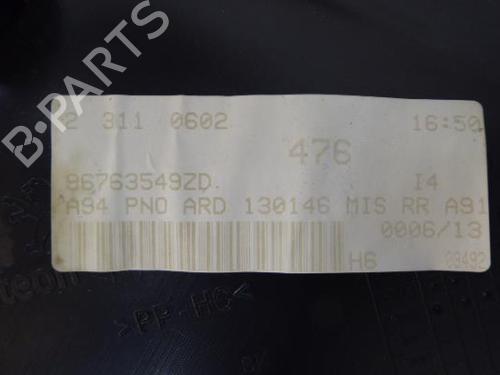 B-PARTS
2 311 0602 16:50
476
96763549ZD. I4
A94 PNO ARD 130146 MIS RR A91
0006/13
H6 09492
>PP-HC<